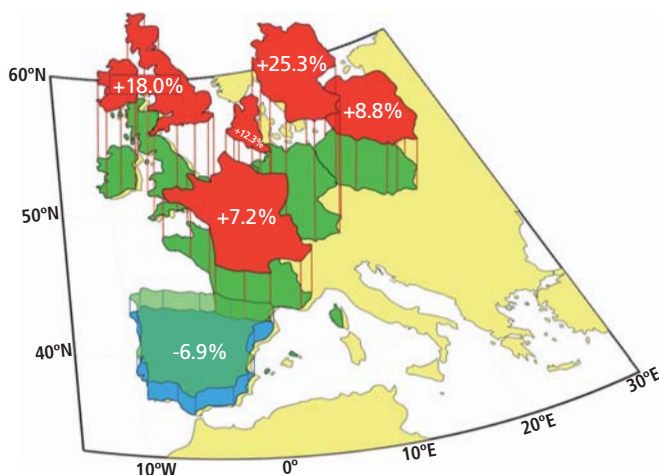 60ºN
+18.0%
+25.3%
+8.8%
+12.3%
50ºN
+7.2%
40ºN
-6.9%
10ºW
0º
10ºE
20ºE
30ºE